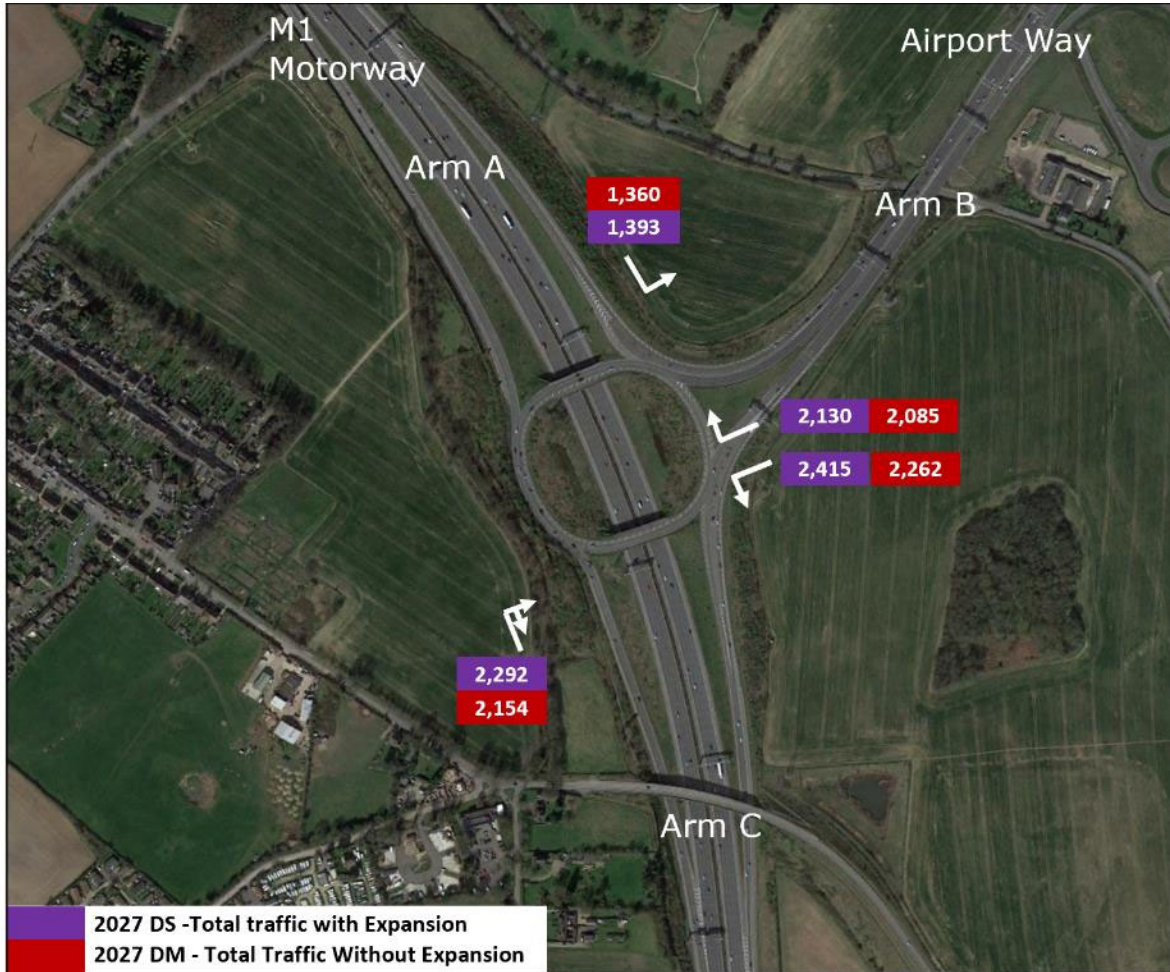 M1
Motorway
Airport Way
Arm A
Arm B
1,360
1,393
2,130 2,085
2,415 2,262
2,292
2,154
Arm C
2027 DS -Total traffic with Expansion
2027 DM - Total Traffic Without Expansion